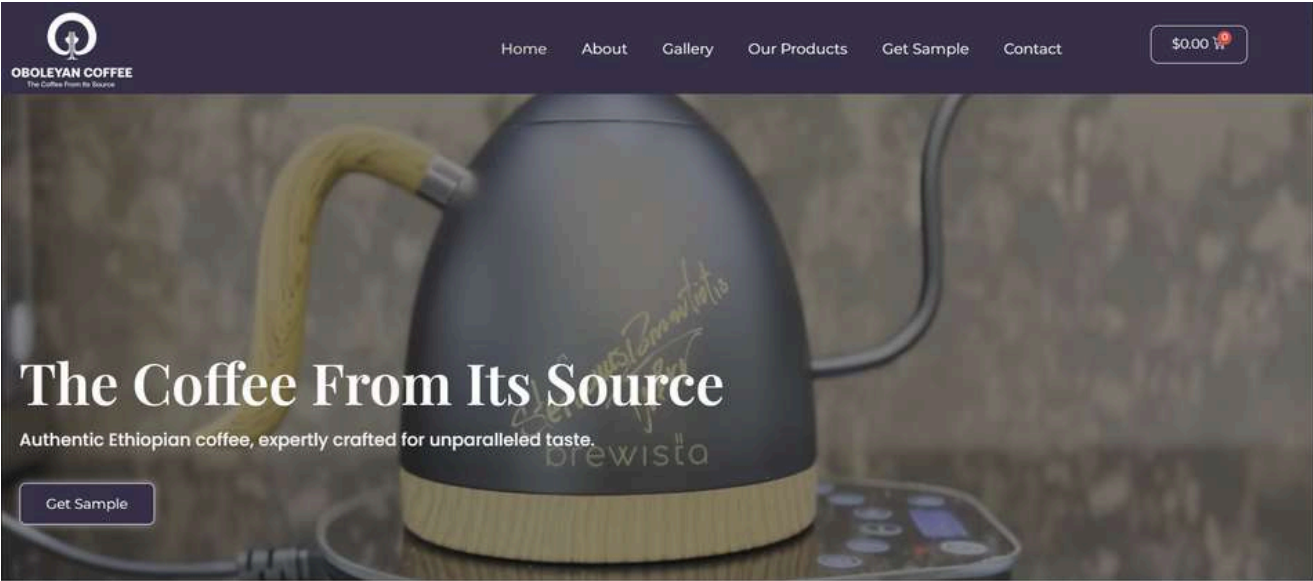 OBOLEYAN COFFEE
The Coffee From Its Source
Home About Gallery Our Products Get Sample Contact
$0.00 0
The Coffee From Its Source
Authentic Ethiopian coffee, expertly crafted for unparalleled taste.
brewista
Get Sample